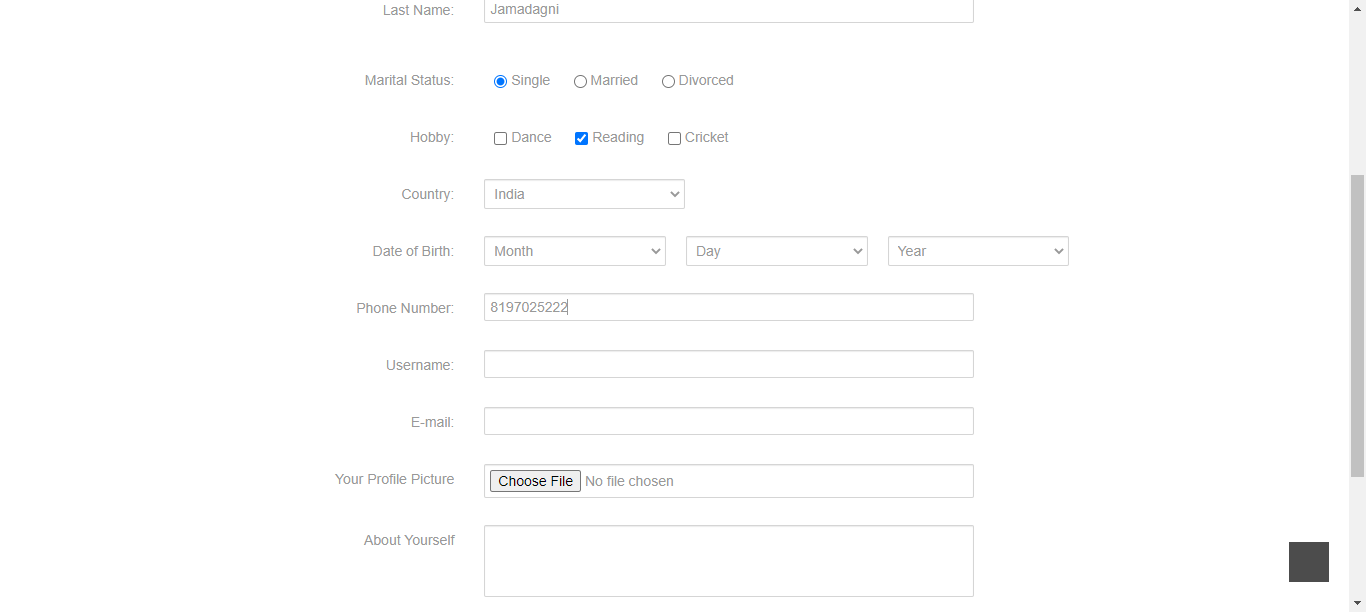 Last Name: Jamadagni
Marital Status: Single Married Divorced
Hobby: Dance Reading Cricket
Country: India
Date of Birth: Month Day Year
Phone Number: 8197025222
Username:
E-mail:
Your Profile Picture Choose File No file chosen
About Yourself